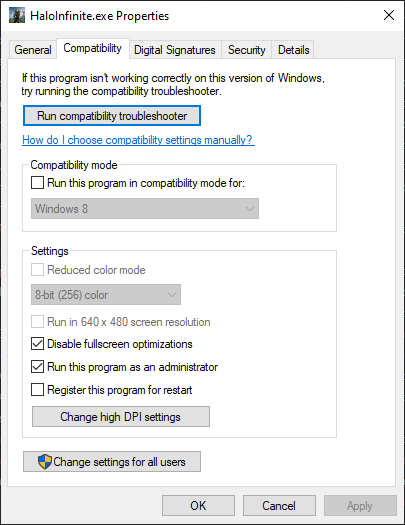 HaloInfinite.exe Properties
General
Compatibility
Digital Signatures
Security
Details
If this program isn't working correctly on this version of Windows,
try running the compatibility troubleshooter.
Run compatibility troubleshooter
How do I choose compatibility settings manually?
Compatibility mode
Run this program in compatibility mode for:
Windows 8
Settings
Reduced color mode
8-bit (256) color
Run in 640 x 480 screen resolution
Disable fullscreen optimizations
Run this program as an administrator
Register this program for restart
Change high DPI settings
Change settings for all users
OK
Cancel
Apply